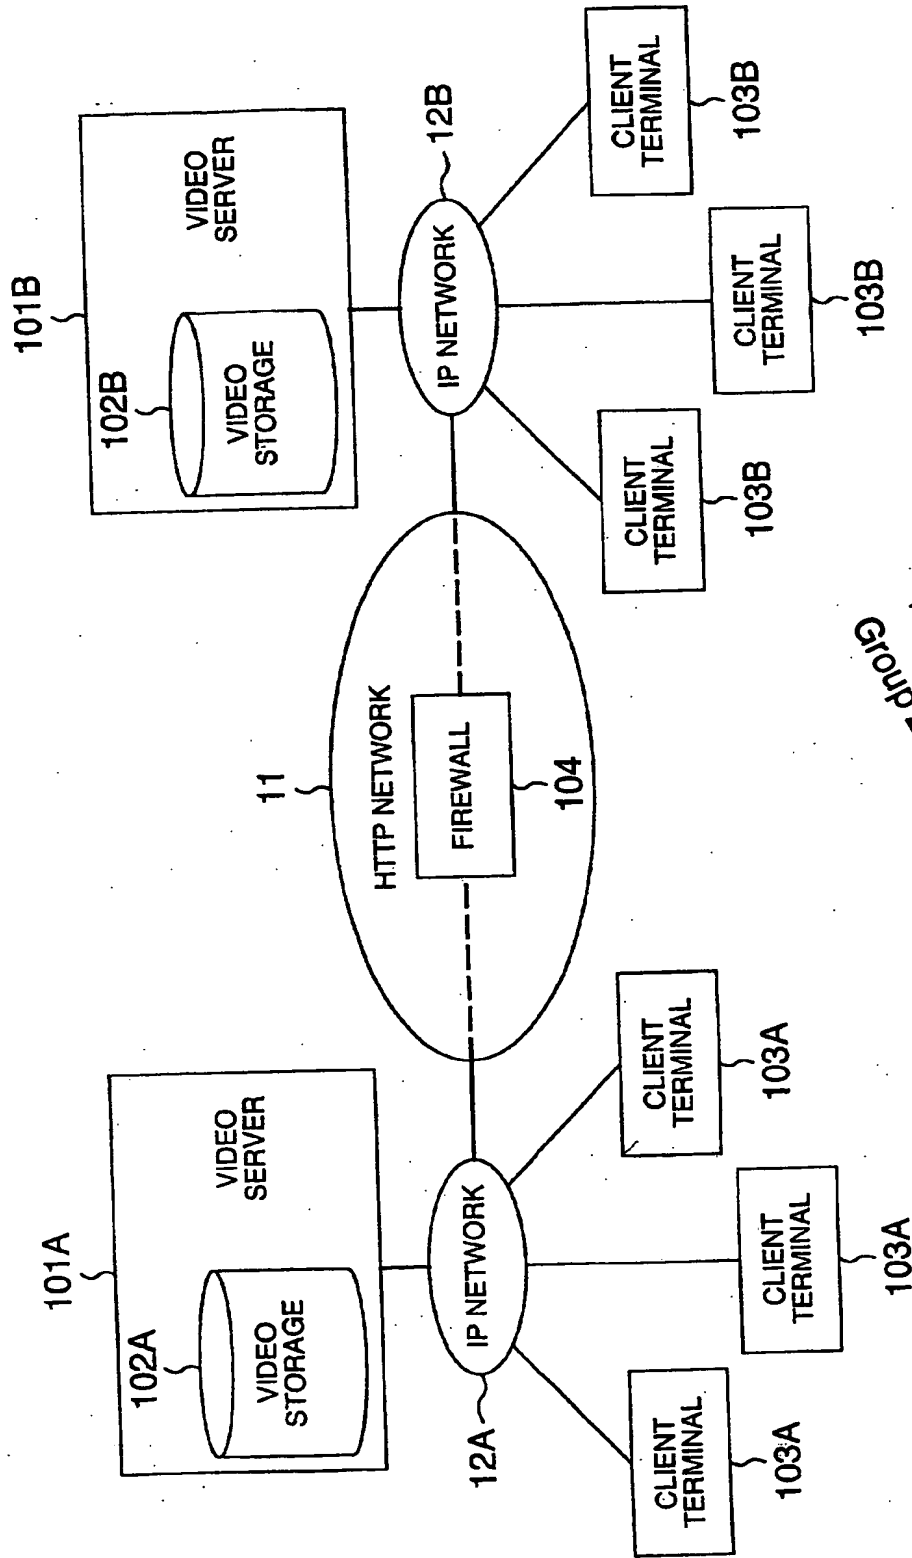 101A
102A
VIDEO
STORAGE
VIDEO
SERVER
12A
IP NETWORK
CLIENT
TERMINAL
103A
CLIENT
TERMINAL
103A
CLIENT
TERMINAL
103A
11
HTTP NETWORK
FIREWALL
104
101B
102B
VIDEO
STORAGE
VIDEO
SERVER
12B
IP NETWORK
CLIENT
TERMINAL
103B
CLIENT
TERMINAL
103B
CLIENT
TERMINAL
103B
Group